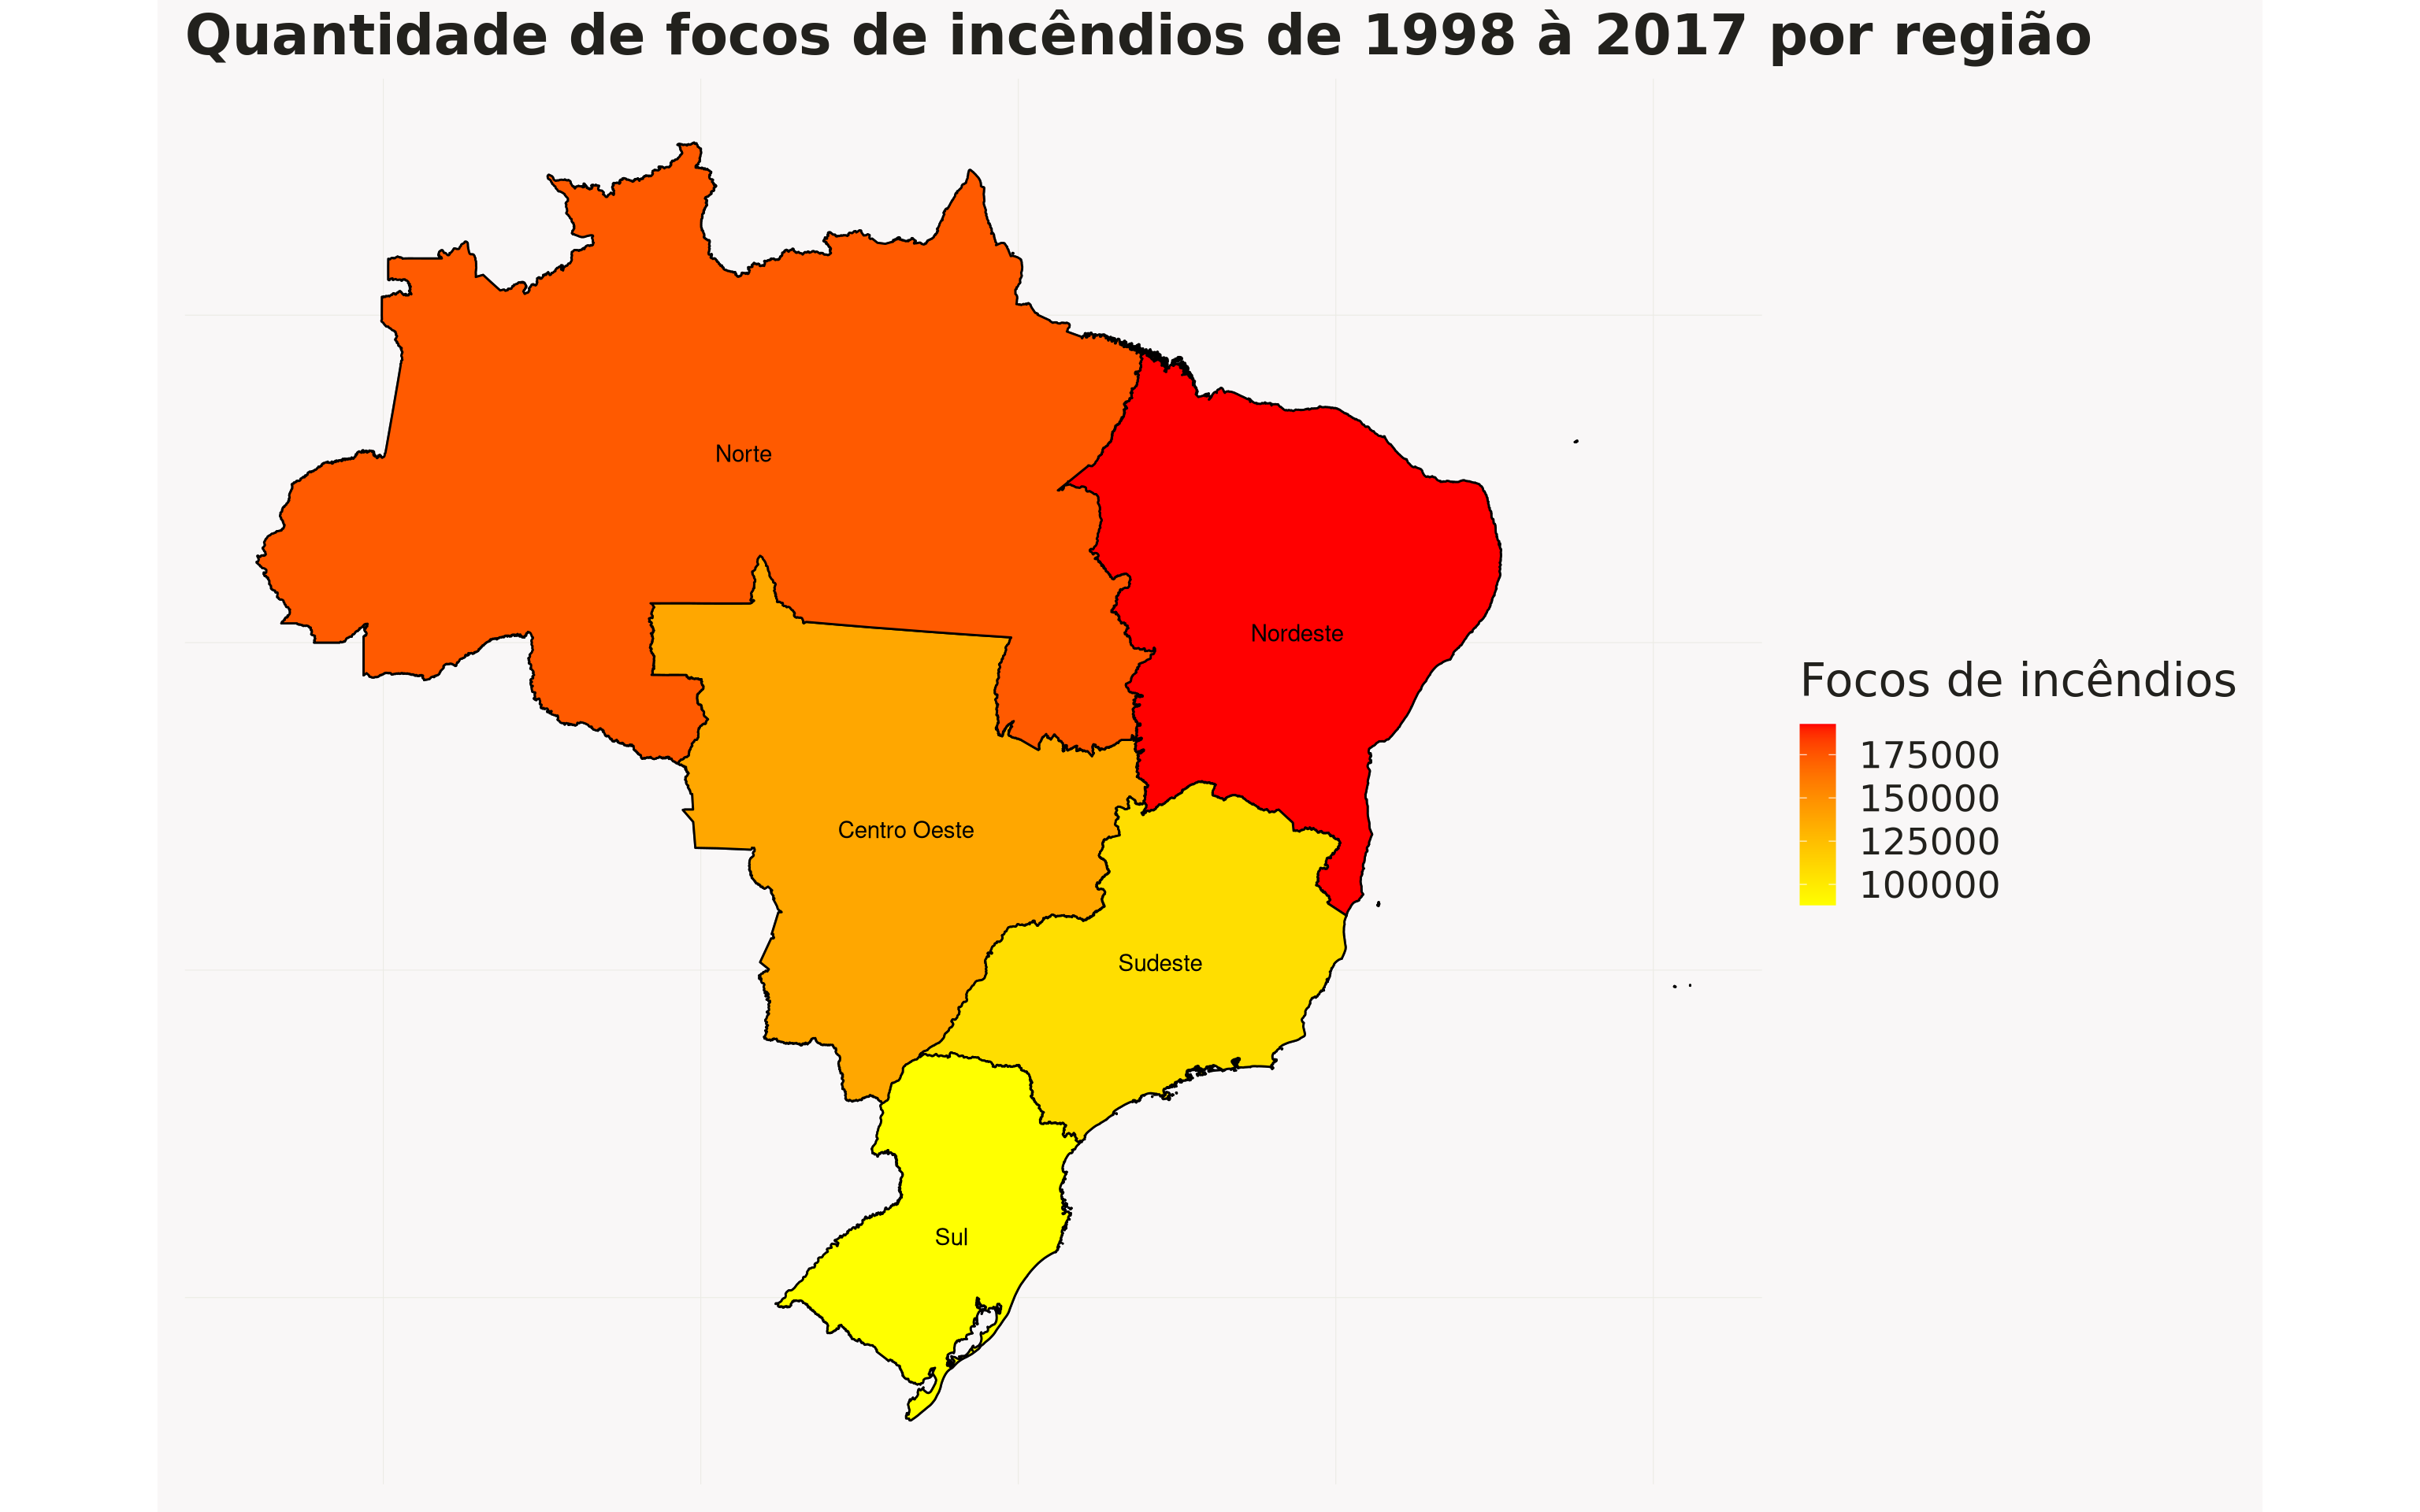 Quantidade de focos de incêndios de 1998 à 2017 por região
Norte
Nordeste
Centro Oeste
Sudeste
Sul
Focos de incêndios
175000
150000
125000
100000